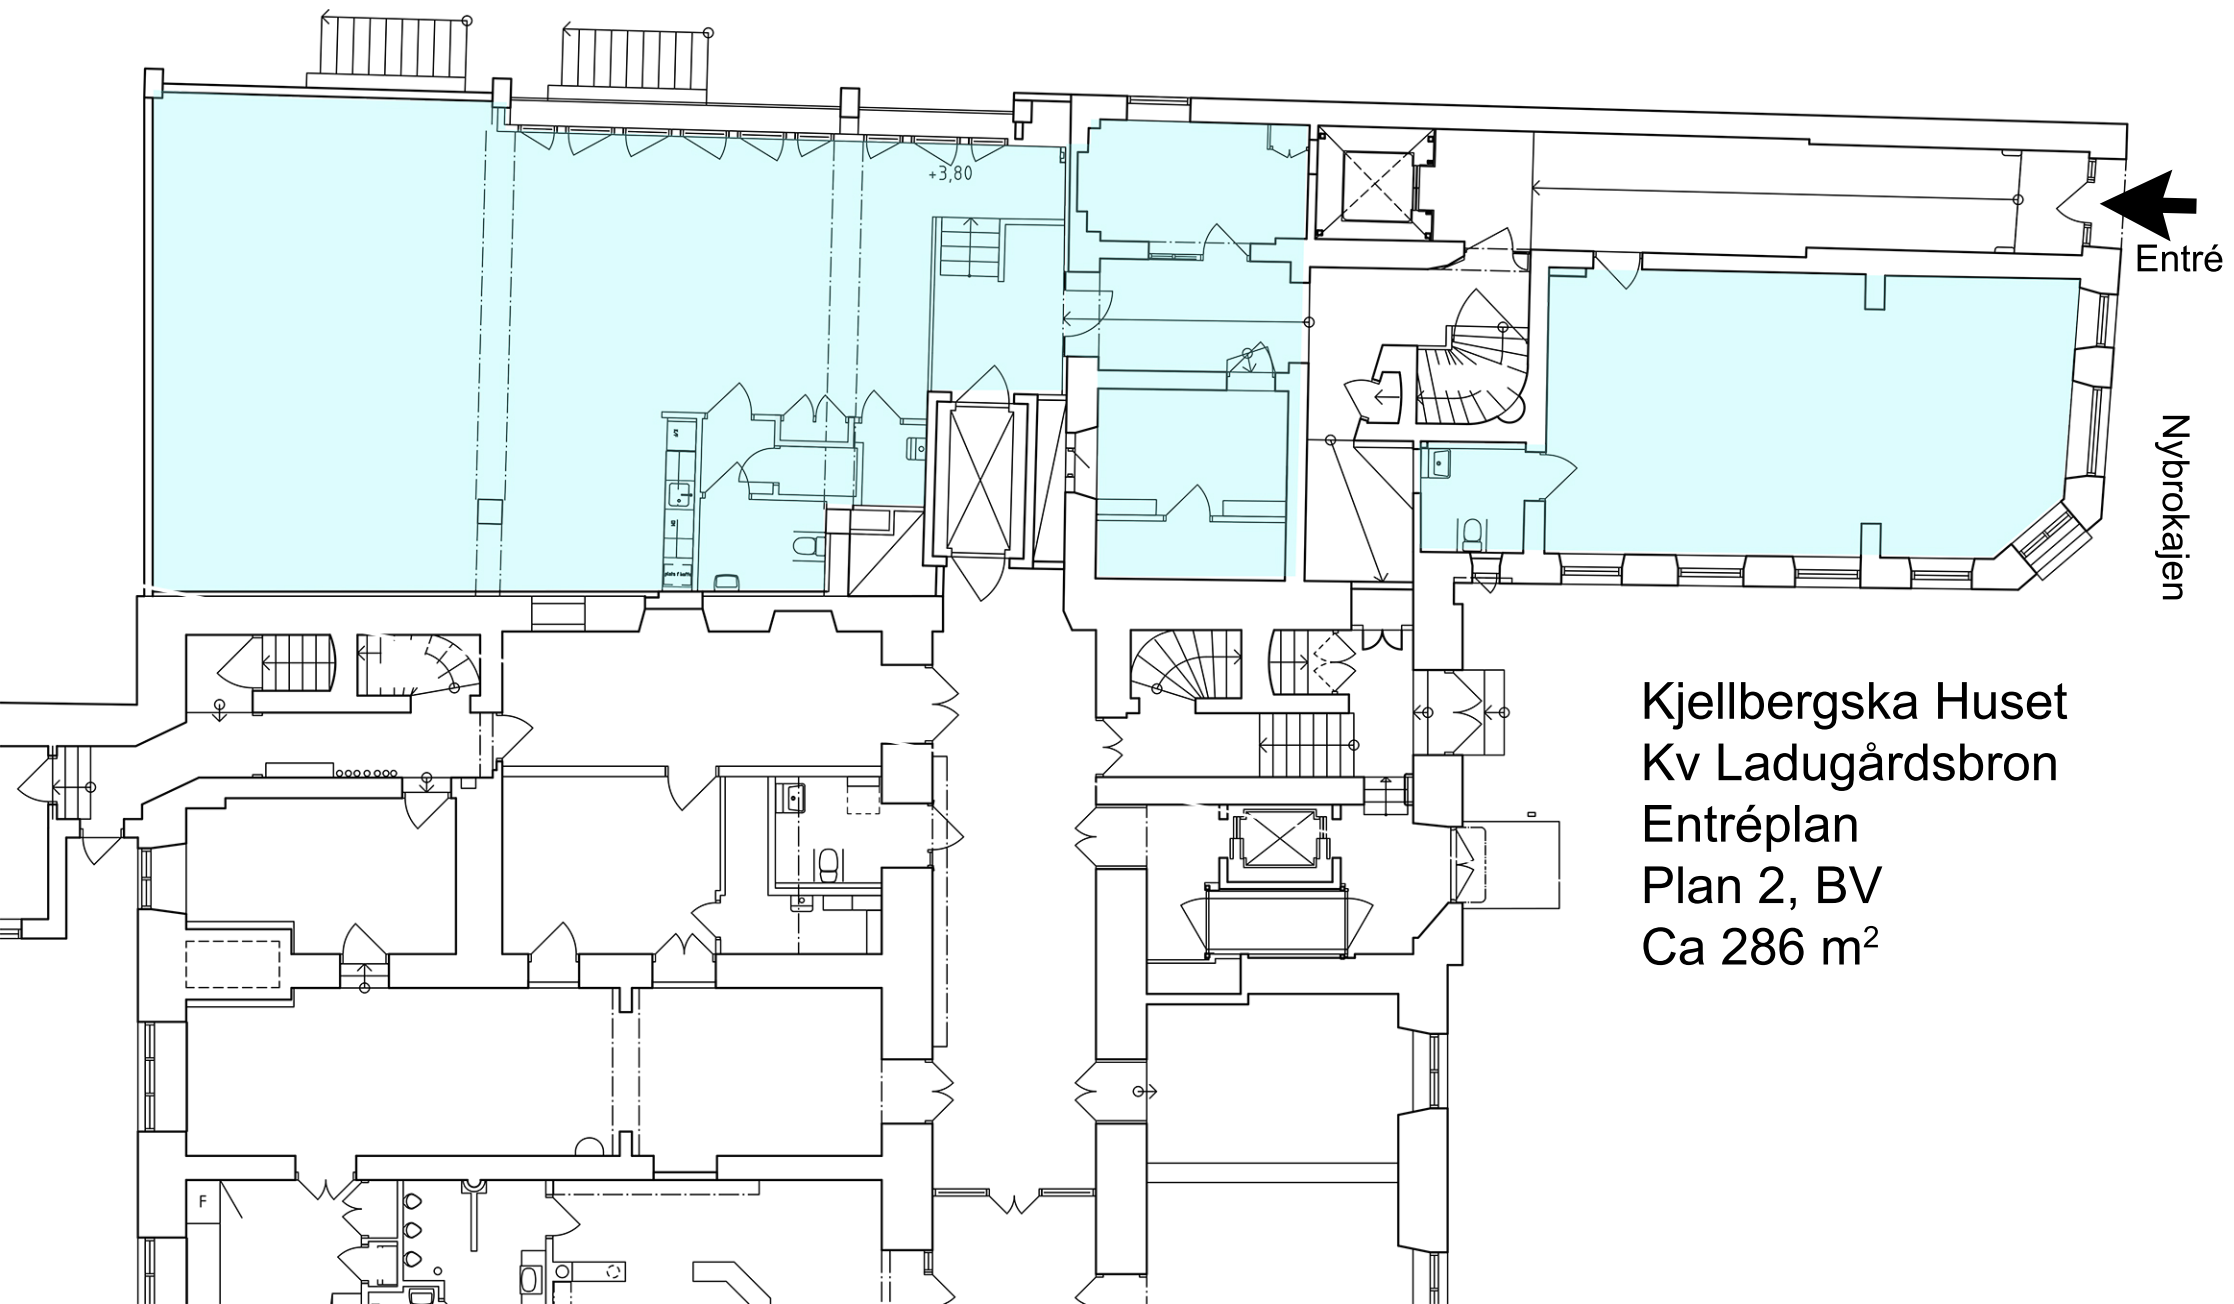 +3,80
Entré
Nybrokajen
Kjellbergska Huset
Kv Ladugårdsbron
Entréplan
Plan 2, BV
Ca 286 m²
F